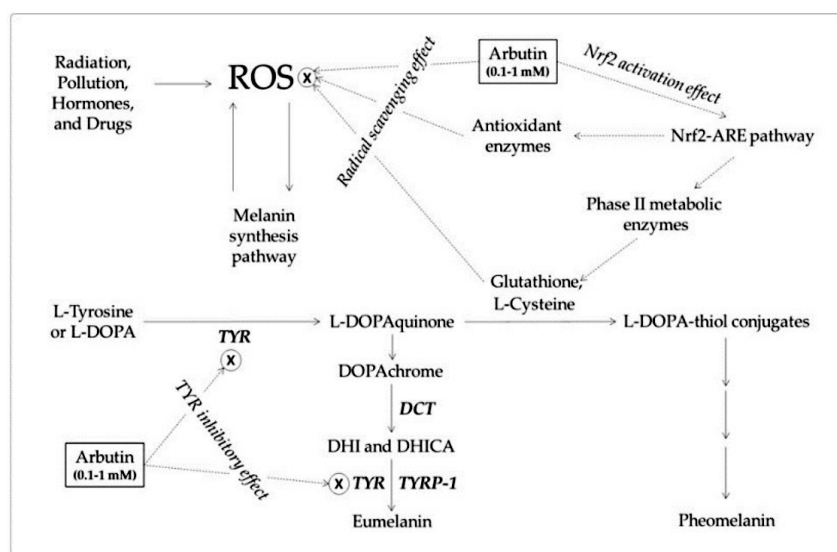 Radiation,
Pollution,
Hormones,
and Drugs
ROS
X
Radical scavenging effect
Arbutin
(0.1-1 mM)
Nrf2 activation effect
Antioxidant
enzymes
Nrf2-ARE pathway
Melanin
synthesis
pathway
Phase II metabolic
enzymes
Glutathione,
L-Cysteine
L-Tyrosine
or L-DOPA
TYR
X
L-DOPAquinone
L-DOPA-thiol conjugates
DOPAchrome
TYR inhibitory effect
DCT
DHI and DHICA
Arbutin
(0.1-1 mM)
X TYR TYRP-1
Eumelanin
Pheomelanin